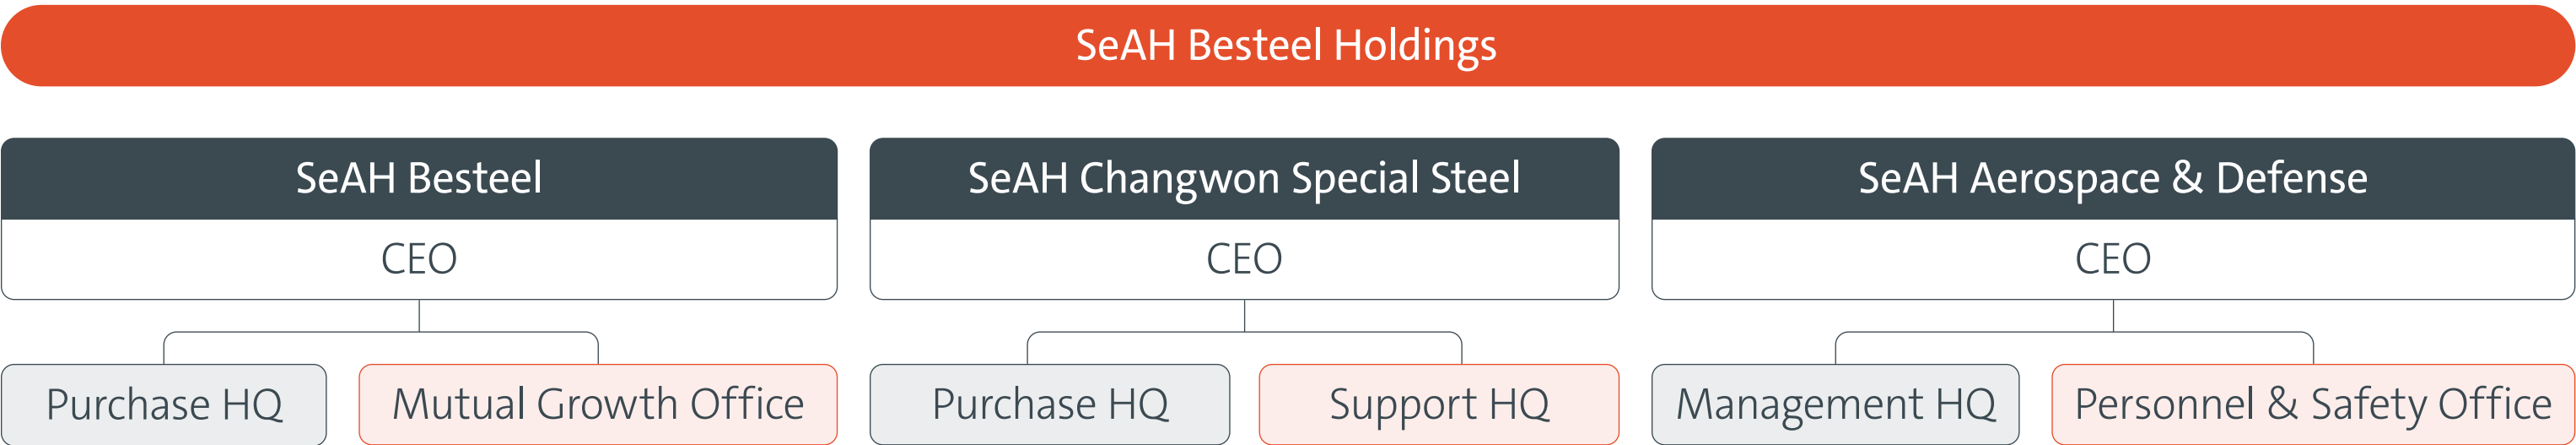 SeAH Besteel Holdings
SeAH Besteel
SeAH Changwon Special Steel
SeAH Aerospace & Defense
CEO
CEO
CEO
Purchase HQ
Mutual Growth Office
Purchase HQ
Support HQ
Management HQ
Personnel & Safety Office